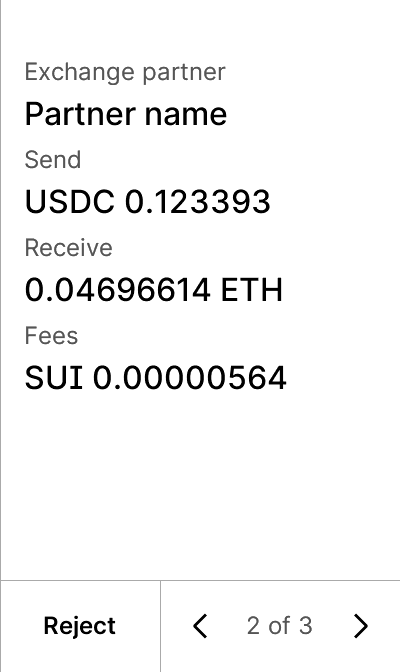 Exchange partner
Partner name
Send
USDC 0.123393
Receive
0.04696614 ETH
Fees
SUI 0.00000564
Reject
2 of 3